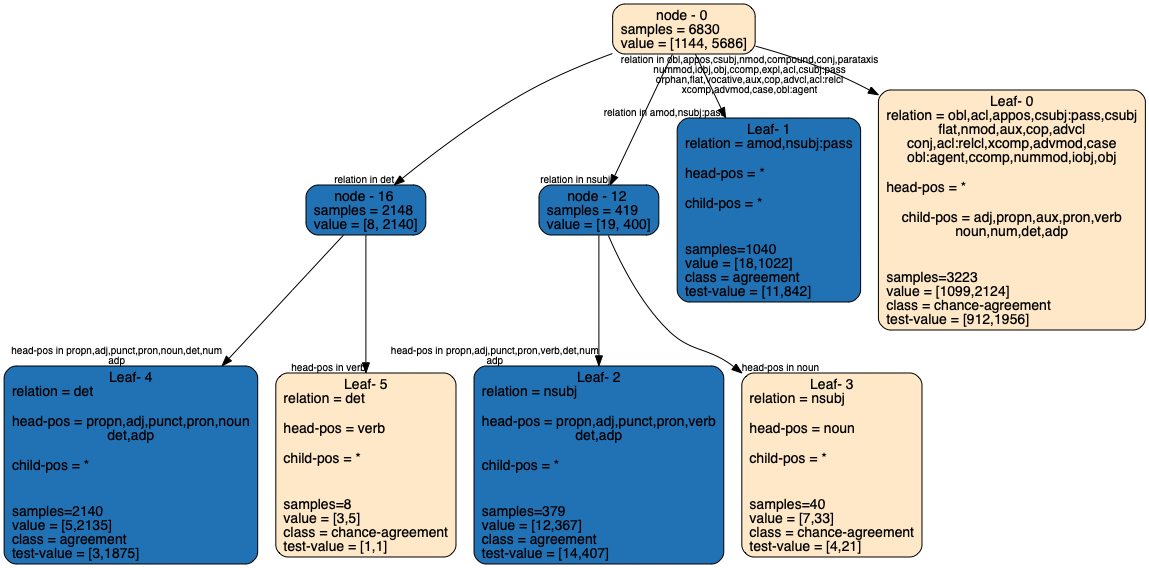 node - 0
samples = 6830
value = [1144, 5686]
relation in obl,appos,csubj,nmod,compound,conj,parataxis
nummod,iobj,obj,ccomp,expl,acl,csubj:pass
orphan,flat,vocative,aux,cop,advcl,acl:relcl
xcomp,advmod,case,obl:agent
relation in amod,nsubj:pass
relation in det
relation in nsubj
Leaf- 0
relation = obl,acl,appos,csubj:pass,csubj
flat,nmod,aux,cop,advcl
conj,acl:relcl,xcomp,advmod,case
obl:agent,ccomp,nummod,iobj,obj
head-pos = *
child-pos = adj,propn,aux,pron,verb
noun,num,det,adp
samples=3223
value = [1099,2124]
class = chance-agreement
test-value = [912,1956]
Leaf- 1
relation = amod,nsubj:pass
head-pos = *
child-pos = *
samples=1040
value = [18,1022]
class = agreement
test-value = [11,842]
node - 16
samples = 2148
value = [8, 2140]
node - 12
samples = 419
value = [19, 400]
head-pos in propn,adj,punct,pron,noun,det,num
adp
head-pos in verb
head-pos in propn,adj,punct,pron,verb,det,num
adp
head-pos in noun
Leaf- 4
relation = det
head-pos = propn,adj,punct,pron,noun
det,adp
child-pos = *
samples=2140
value = [5,2135]
class = agreement
test-value = [3,1875]
Leaf- 5
relation = det
head-pos = verb
child-pos = *
samples=8
value = [3,5]
class = chance-agreement
test-value = [1,1]
Leaf- 2
relation = nsubj
head-pos = propn,adj,punct,pron,verb
det,adp
child-pos = *
samples=379
value = [12,367]
class = agreement
test-value = [14,407]
Leaf- 3
relation = nsubj
head-pos = noun
child-pos = *
samples=40
value = [7,33]
class = chance-agreement
test-value = [4,21]